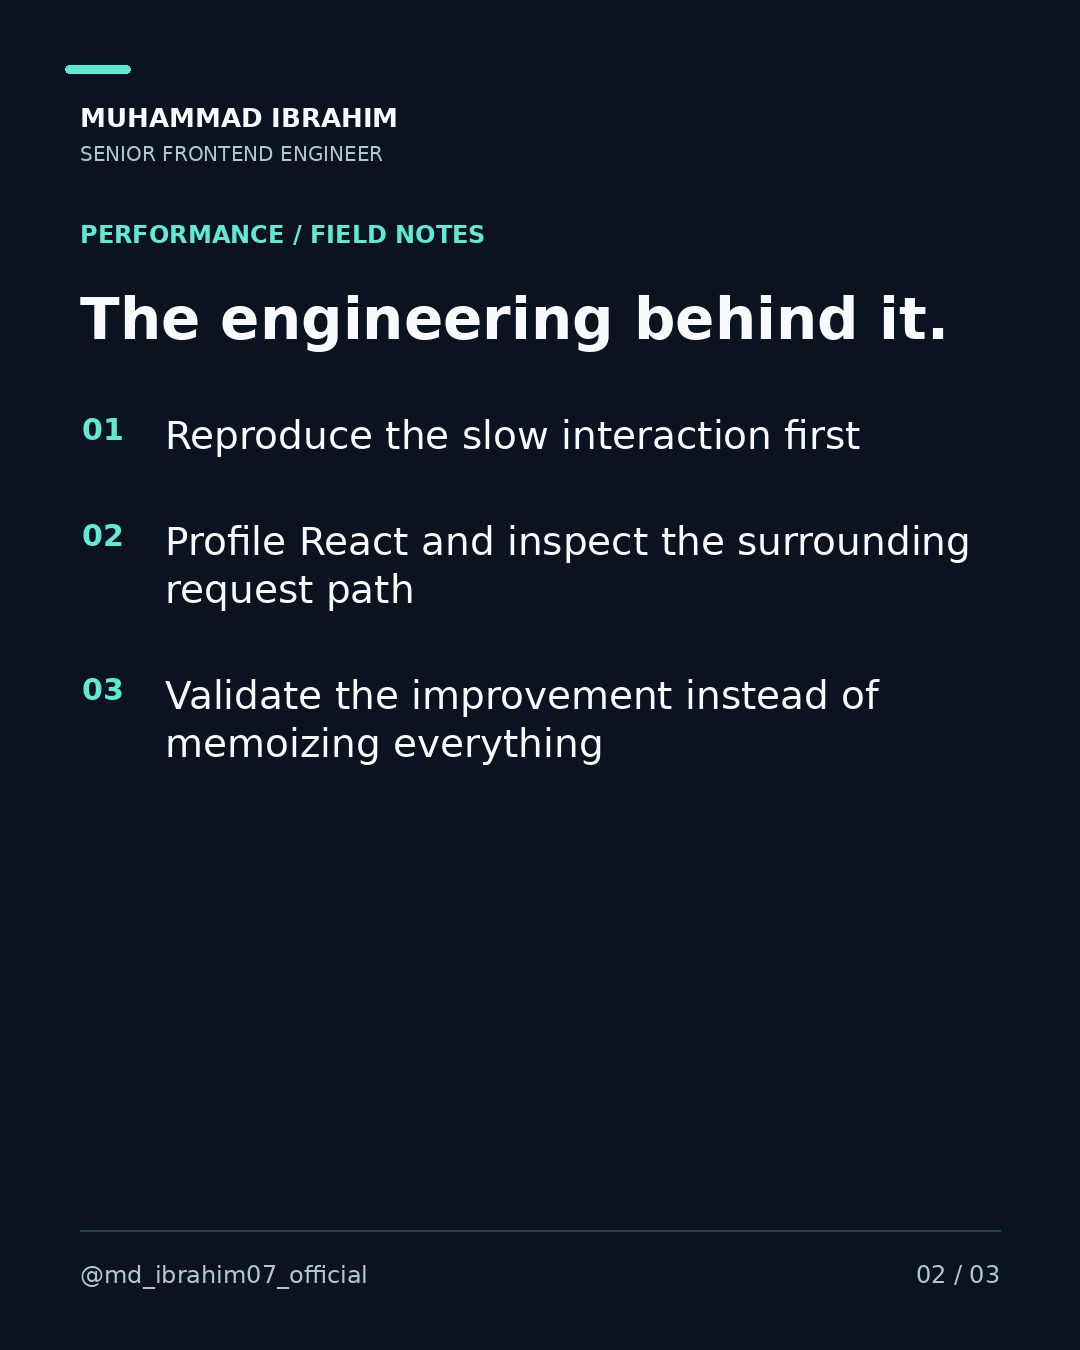 MUHAMMAD IBRAHIM
SENIOR FRONTEND ENGINEER
PERFORMANCE / FIELD NOTES
The engineering behind it.
01 Reproduce the slow interaction first
02 Profile React and inspect the surrounding
request path
03 Validate the improvement instead of
memoizing everything
@md_ibrahim07_official 02 / 03